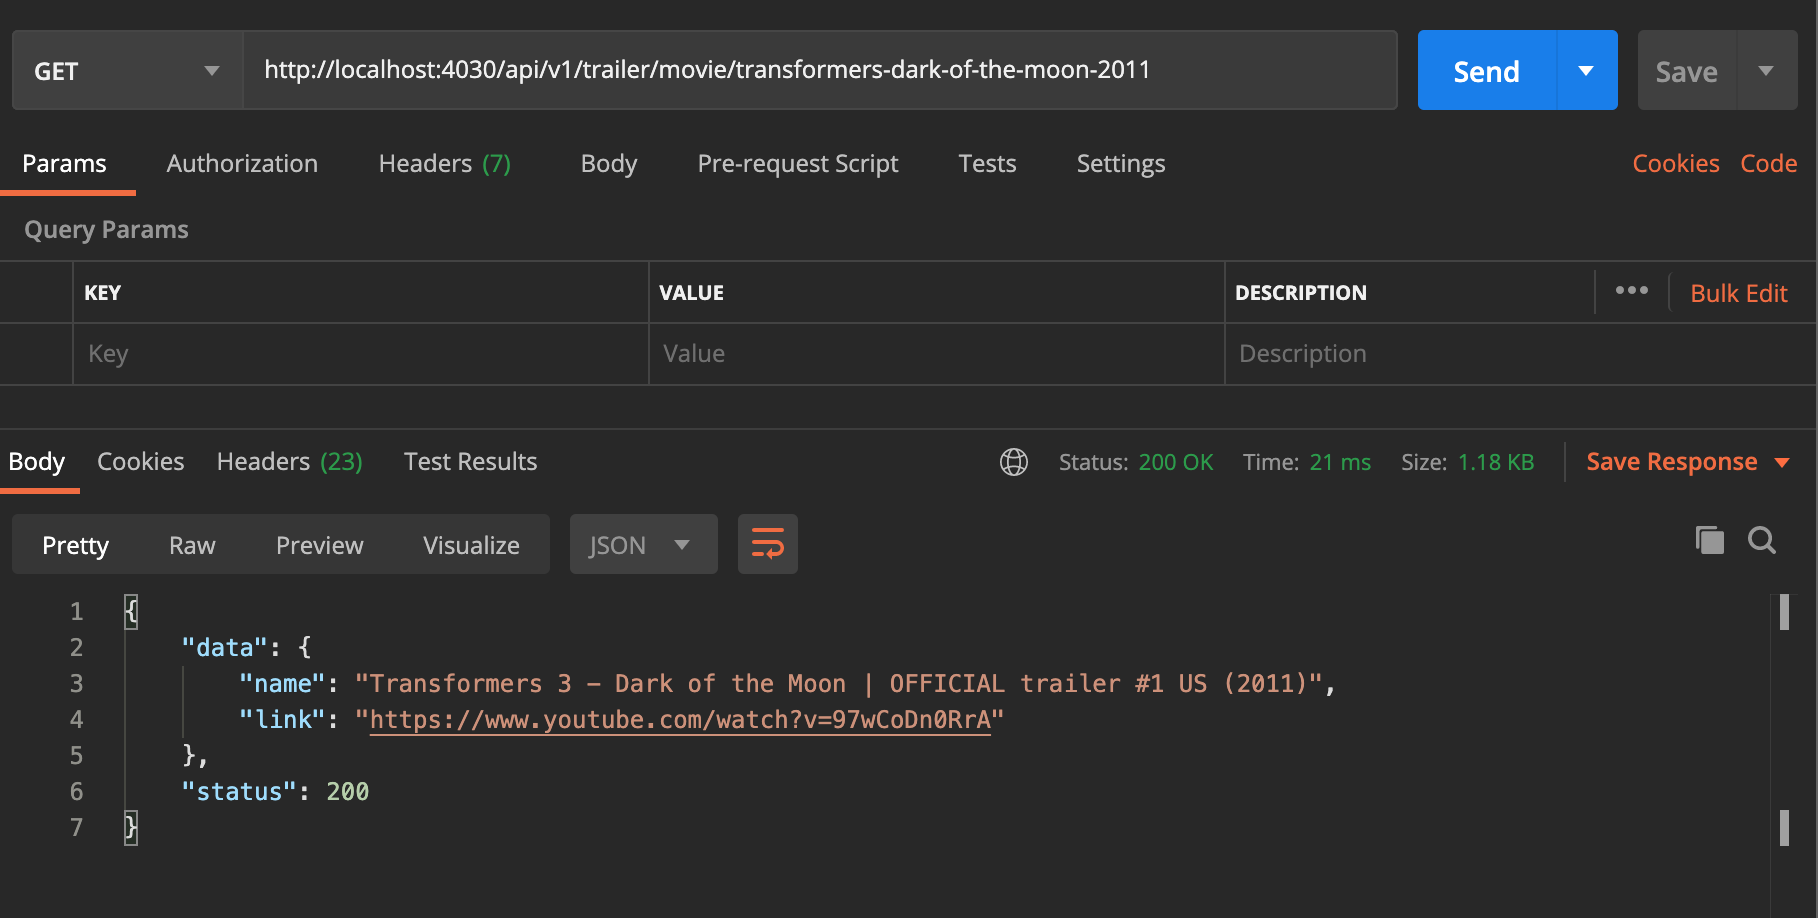 GET http://localhost:4030/api/v1/trailer/movie/transformers-dark-of-the-moon-2011 Send Save
Params Authorization Headers (7) Body Pre-request Script Tests Settings Cookies Code
Query Params
KEY VALUE DESCRIPTION ••• Bulk Edit
Key Value Description
Body Cookies Headers (23) Test Results Status: 200 OK Time: 21 ms Size: 1.18 KB Save Response
Pretty Raw Preview Visualize JSON
1 {
2 "data": {
3 "name": "Transformers 3 – Dark of the Moon | OFFICIAL trailer #1 US (2011)",
4 "link": "https://www.youtube.com/watch?v=97wCoDn0RrA"
5 },
6 "status": 200
7 }